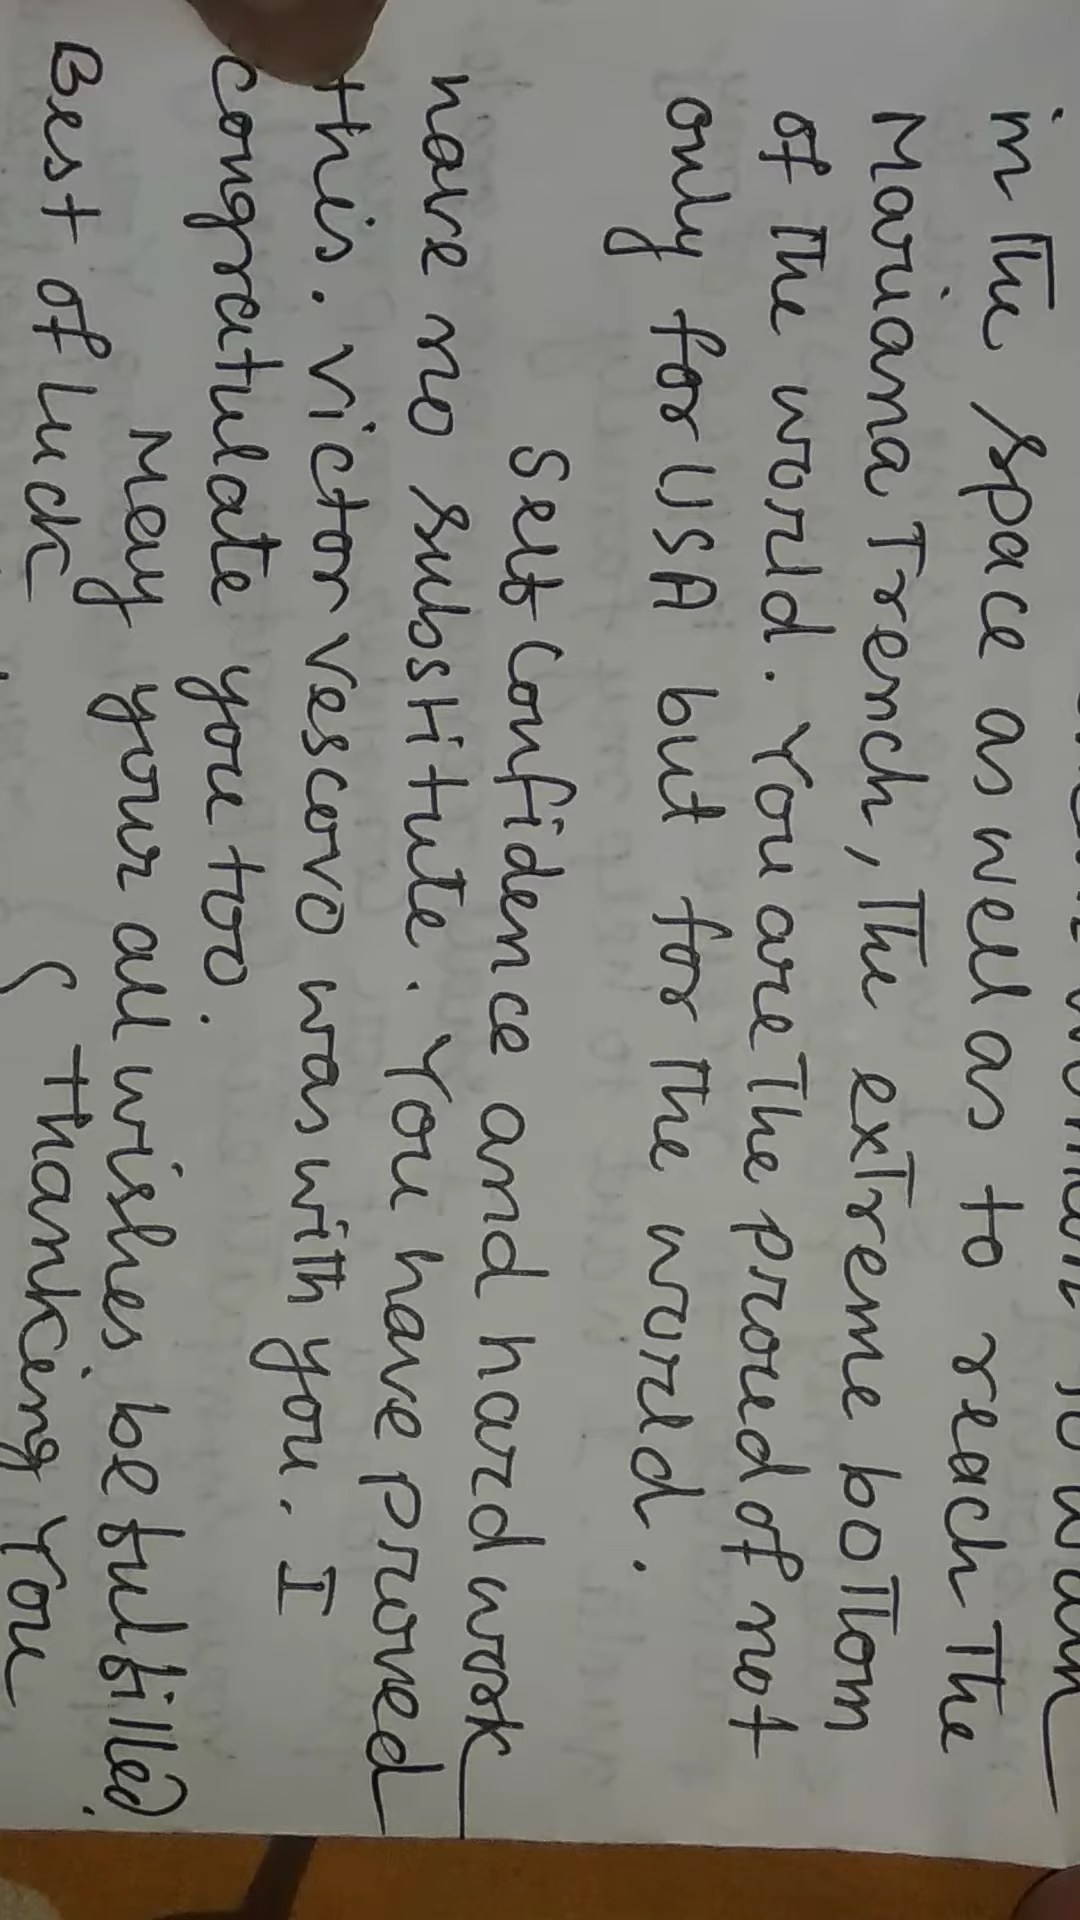 to walk
in The space as well as to reach The
Mariana Trench, The extreme bottom
of The world. You are The proud of not
only for USA but for The world.
Self confidence and hard work
have no substitute. You have proved
this. Victor vescovo was with you. I
congratulate you too.
May your all wishes be fulfilled.
Best of luck
thanking You